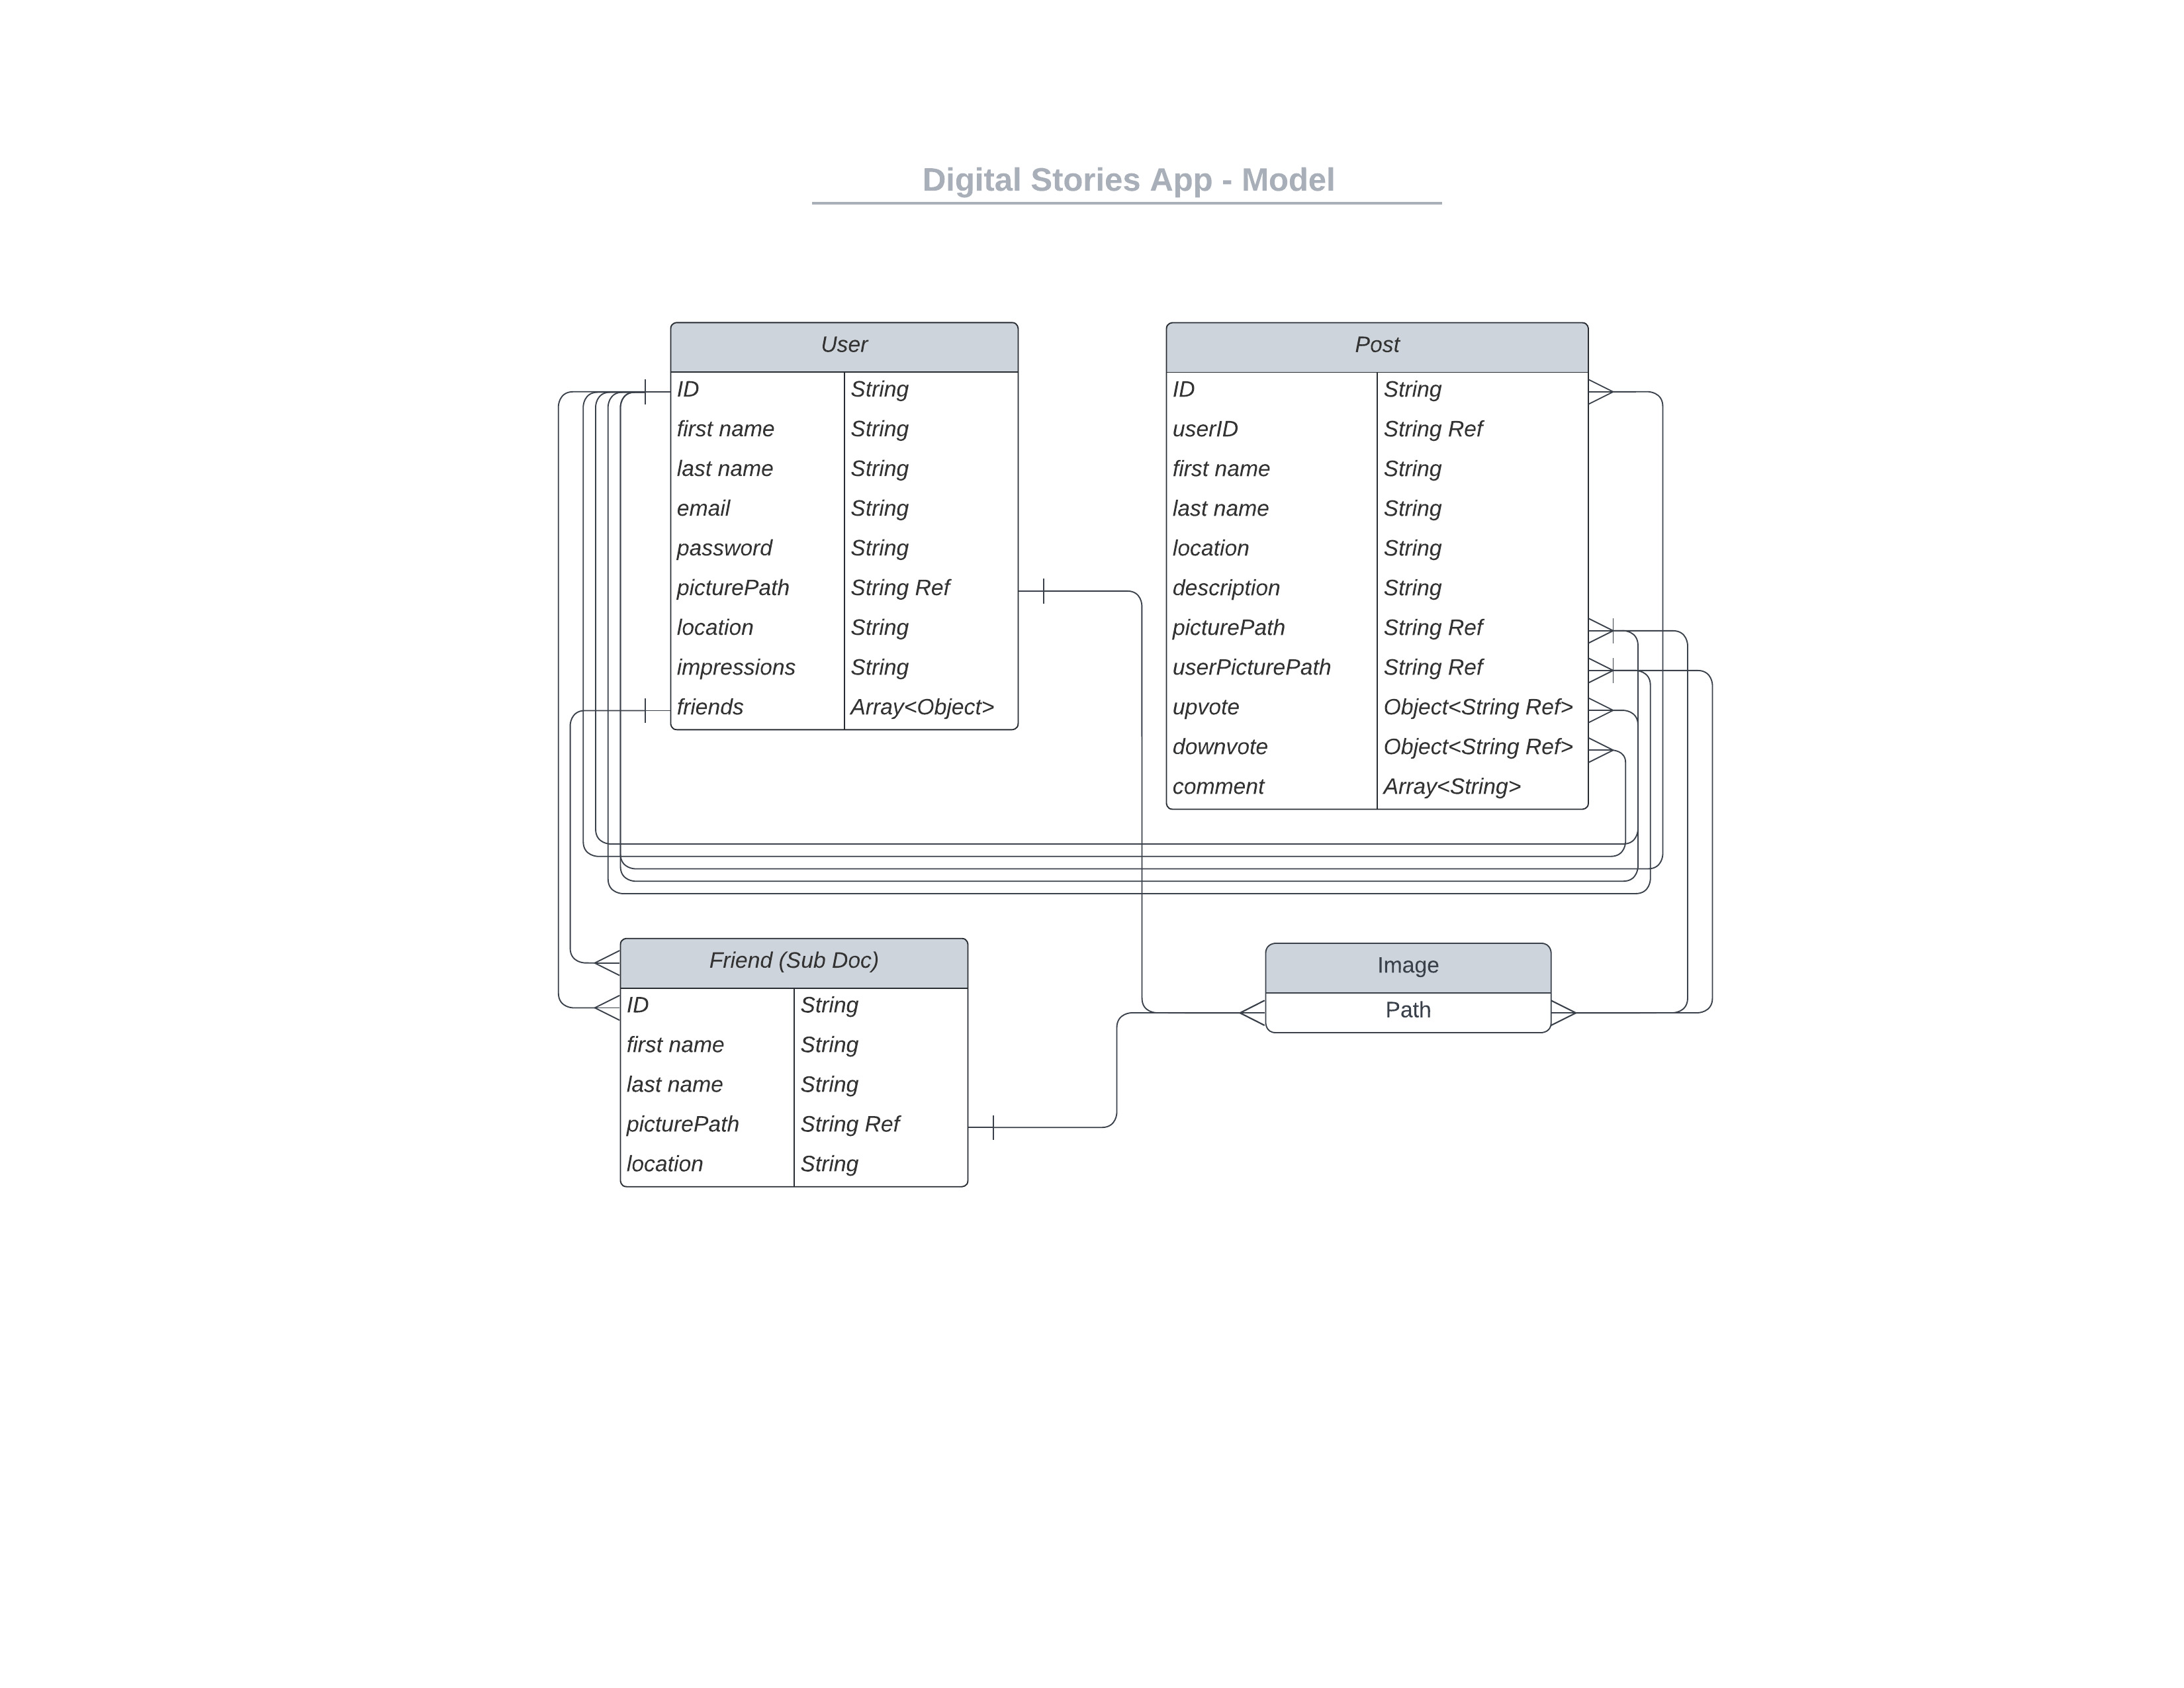 Digital Stories App - Model
User
ID String
first name String
last name String
email String
password String
picturePath String Ref
location String
impressions String
friends Array<Object>
Post
ID String
userID String Ref
first name String
last name String
location String
description String
picturePath String Ref
userPicturePath String Ref
upvote Object<String Ref>
downvote Object<String Ref>
comment Array<String>
Friend (Sub Doc)
ID String
first name String
last name String
picturePath String Ref
location String
Image
Path